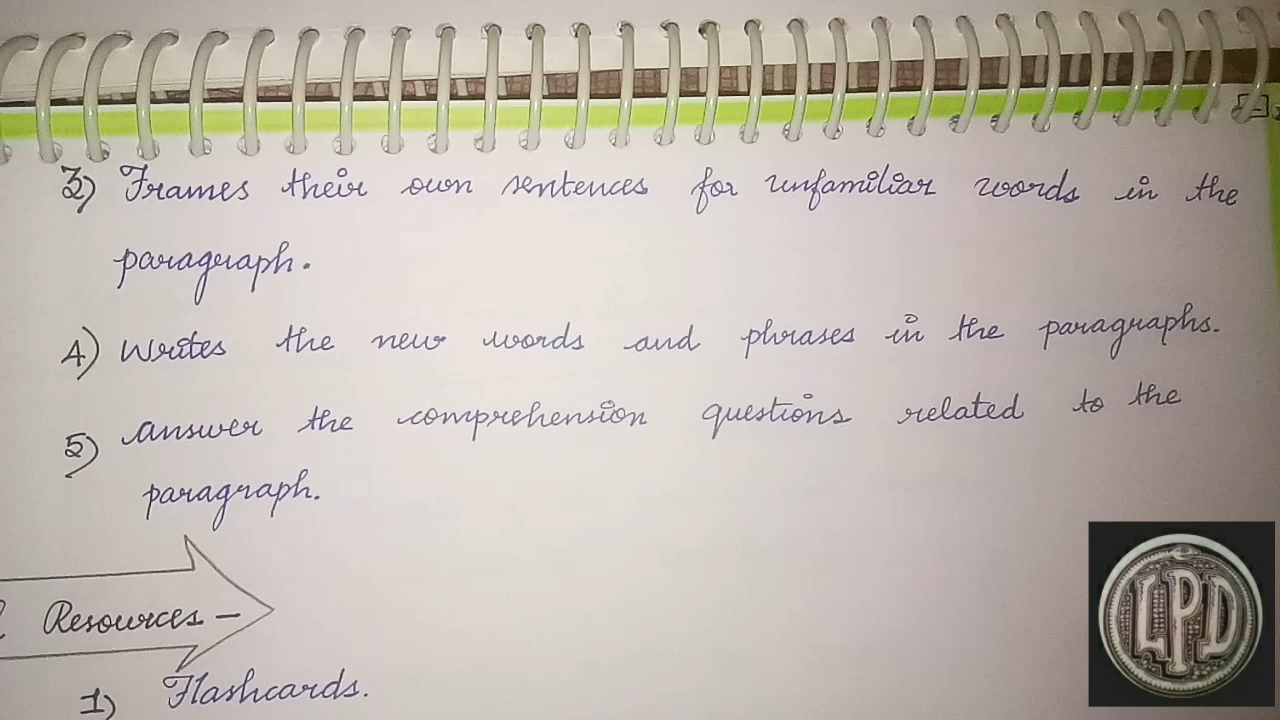 3) Frames their own sentences for unfamiliar words in the
paragraph.
4) Writes the new words and phrases in the paragraphs.
5) answer the comprehension questions related to the
paragraph.
Resources -
1) Flashcards.
LPD